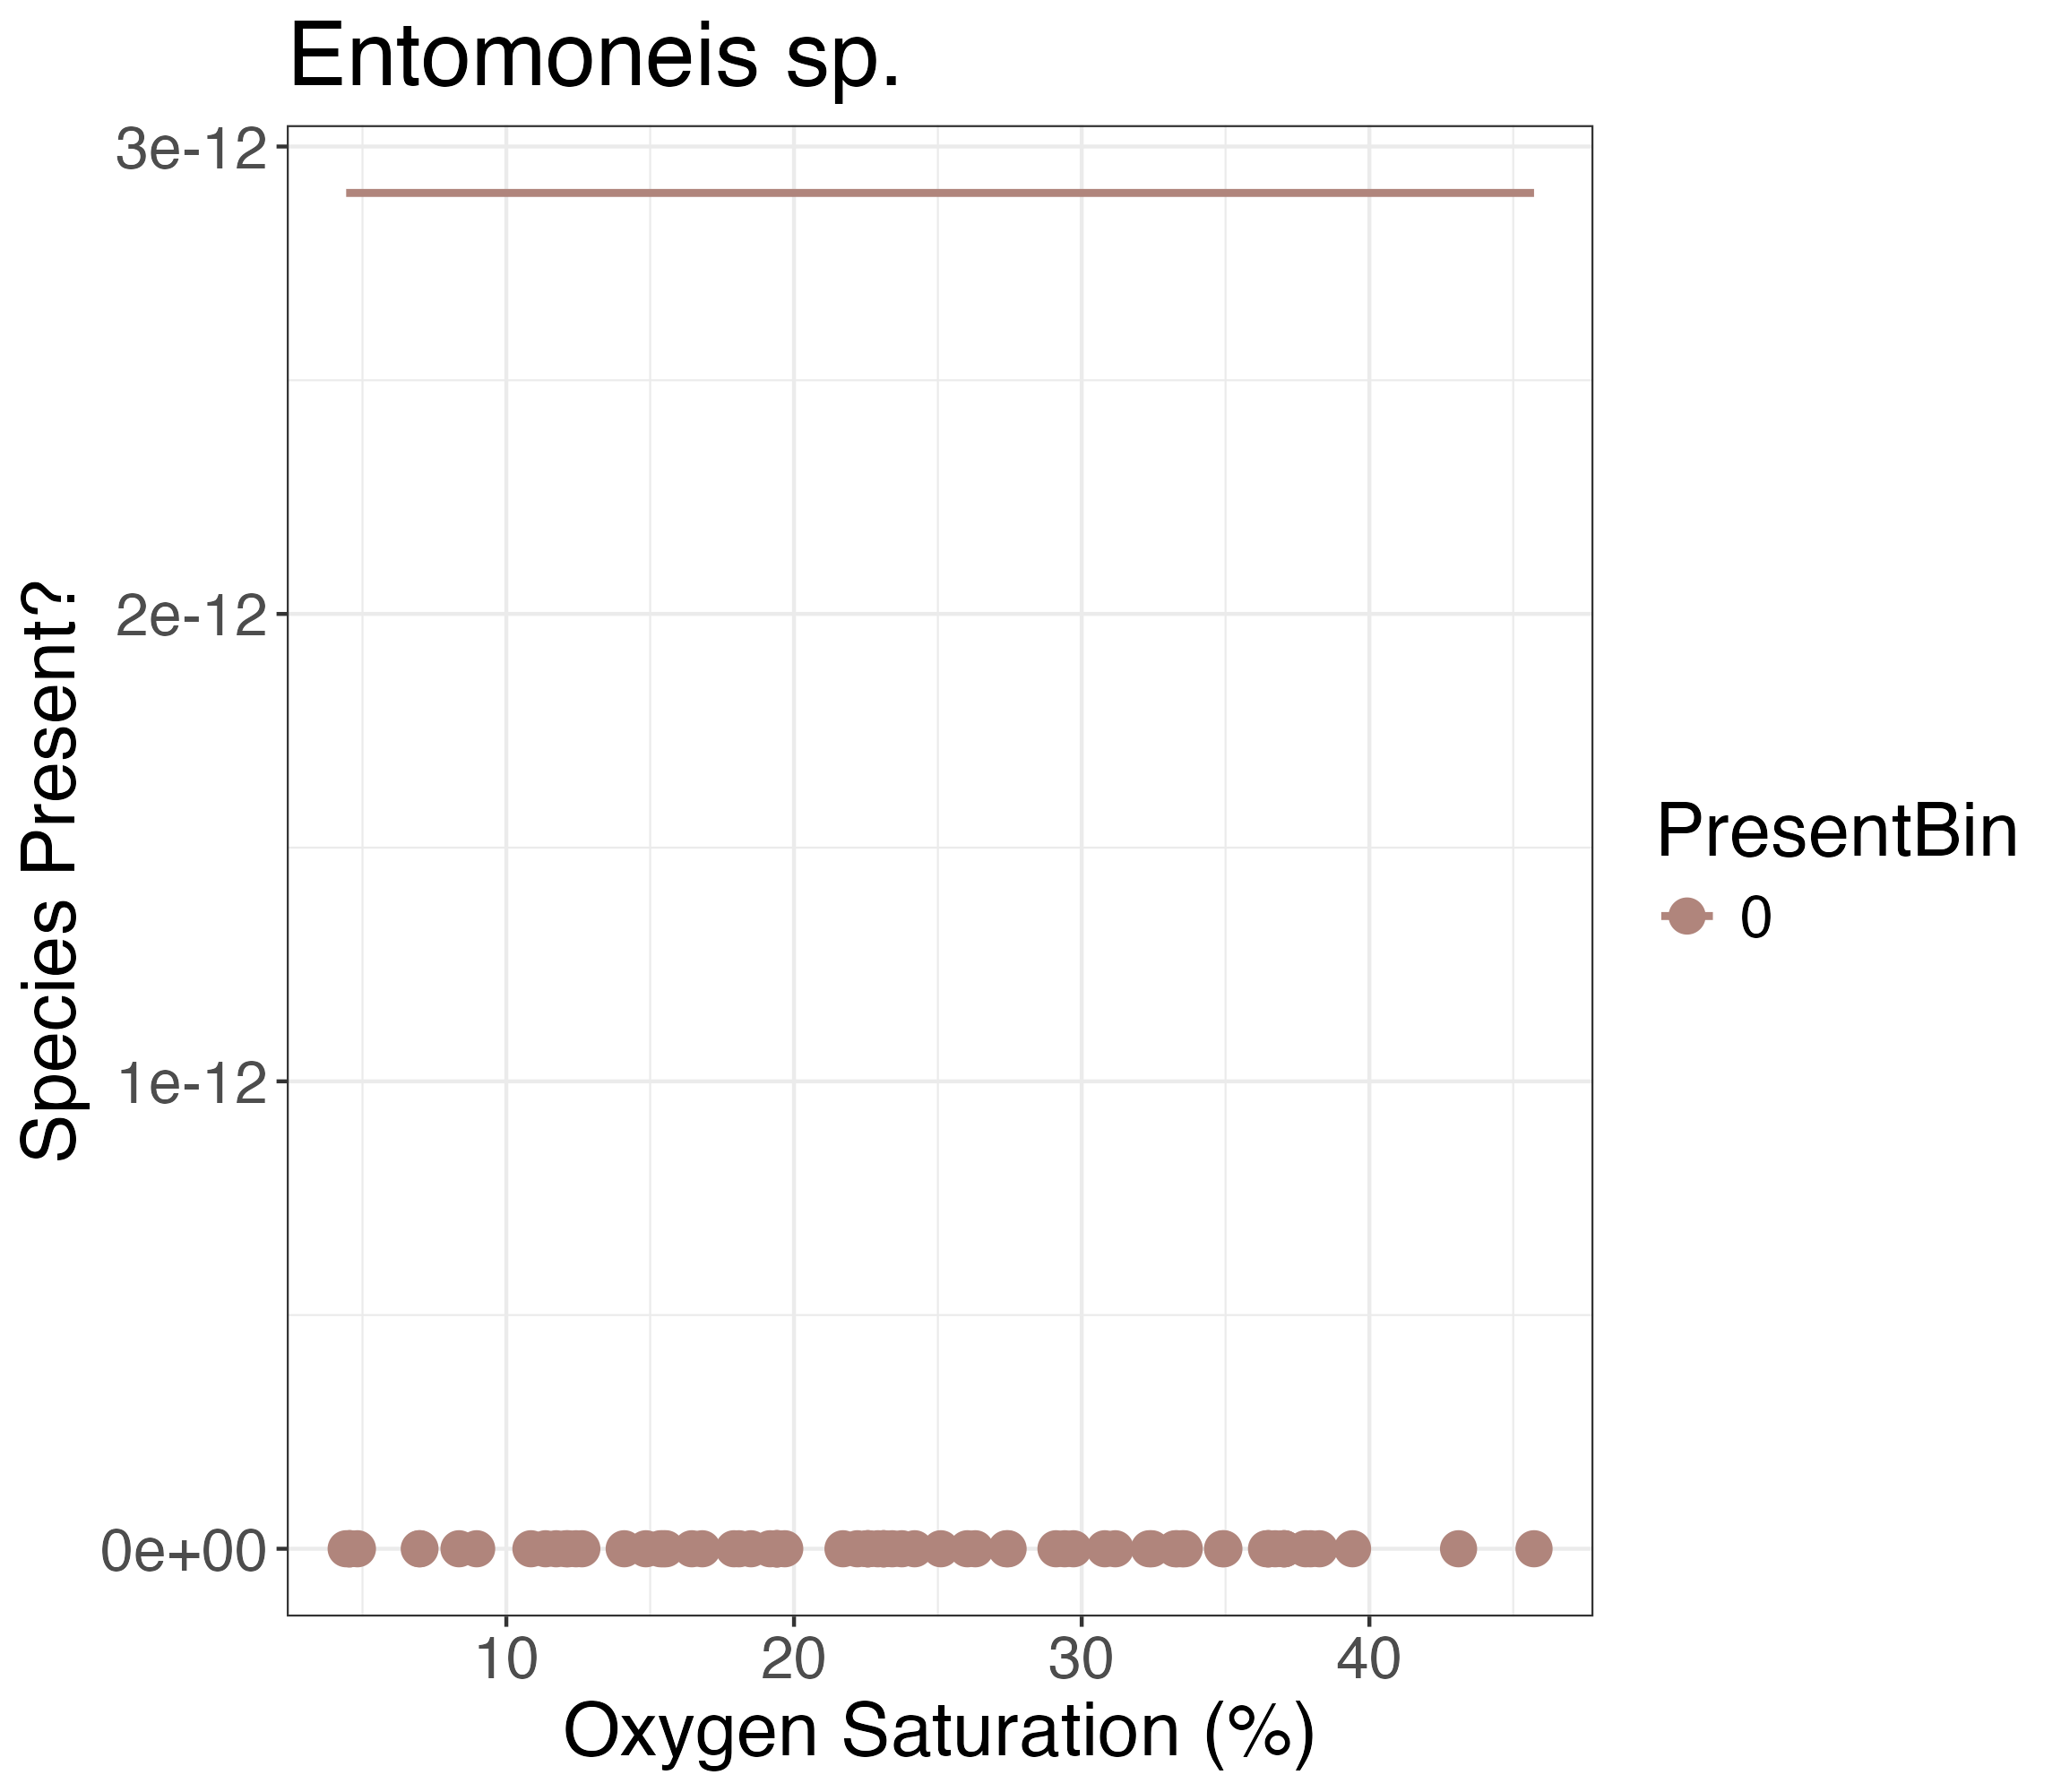 Entomoneis sp.
3e-12
2e-12
1e-12
0e+00
Species Present?
10 20 30 40
Oxygen Saturation (%)
PresentBin
0